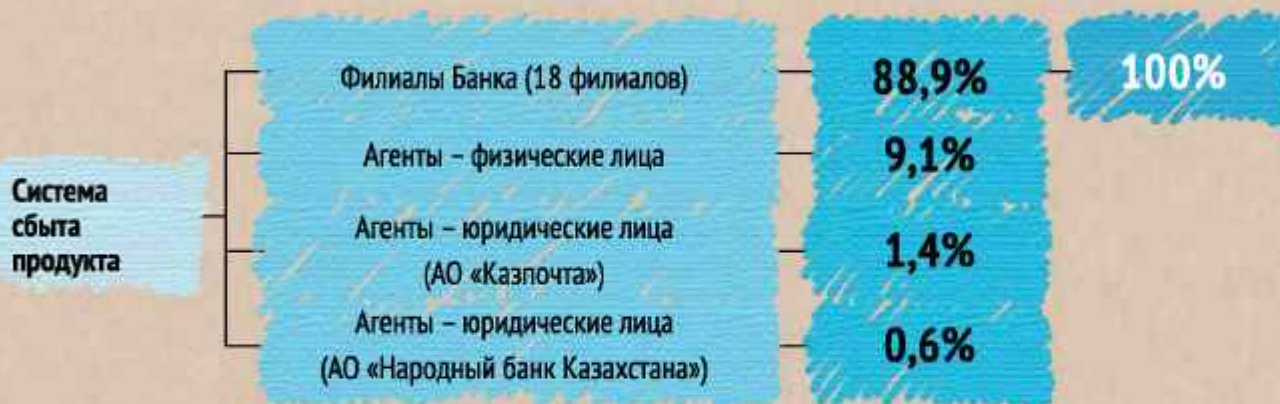 Система
сбыта
продукта
Филиалы Банка (18 филиалов)
88,9%
100%
Агенты – физические лица
9,1%
Агенты – юридические лица
(АО «Казпочта»)
1,4%
Агенты – юридические лица
(АО «Народный банк Казахстана»)
0,6%